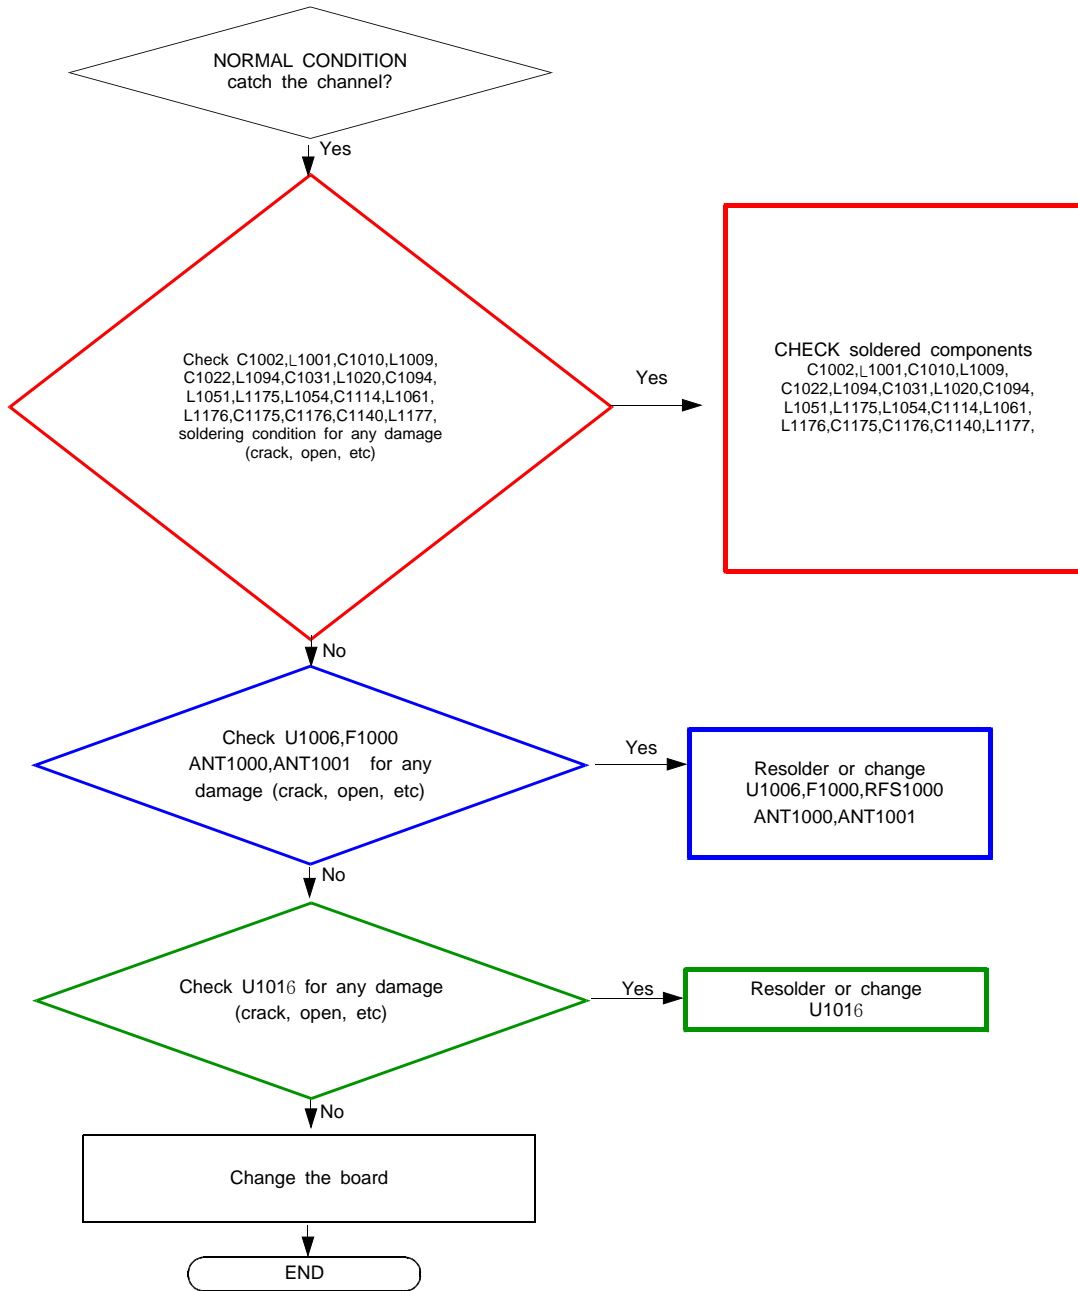 NORMAL CONDITION
catch the channel?
Yes
Check C1002,L1001,C1010,L1009,
C1022,L1094,C1031,L1020,C1094,
L1051,L1175,L1054,C1114,L1061,
L1176,C1175,C1176,C1140,L1177,
soldering condition for any damage
(crack, open, etc)
Yes
CHECK soldered components
C1002,L1001,C1010,L1009,
C1022,L1094,C1031,L1020,C1094,
L1051,L1175,L1054,C1114,L1061,
L1176,C1175,C1176,C1140,L1177,
No
Check U1006,F1000
ANT1000,ANT1001 for any
damage (crack, open, etc)
Yes
Resolder or change
U1006,F1000,RFS1000
ANT1000,ANT1001
No
Check U1016 for any damage
(crack, open, etc)
Yes
Resolder or change
U1016
No
Change the board
END